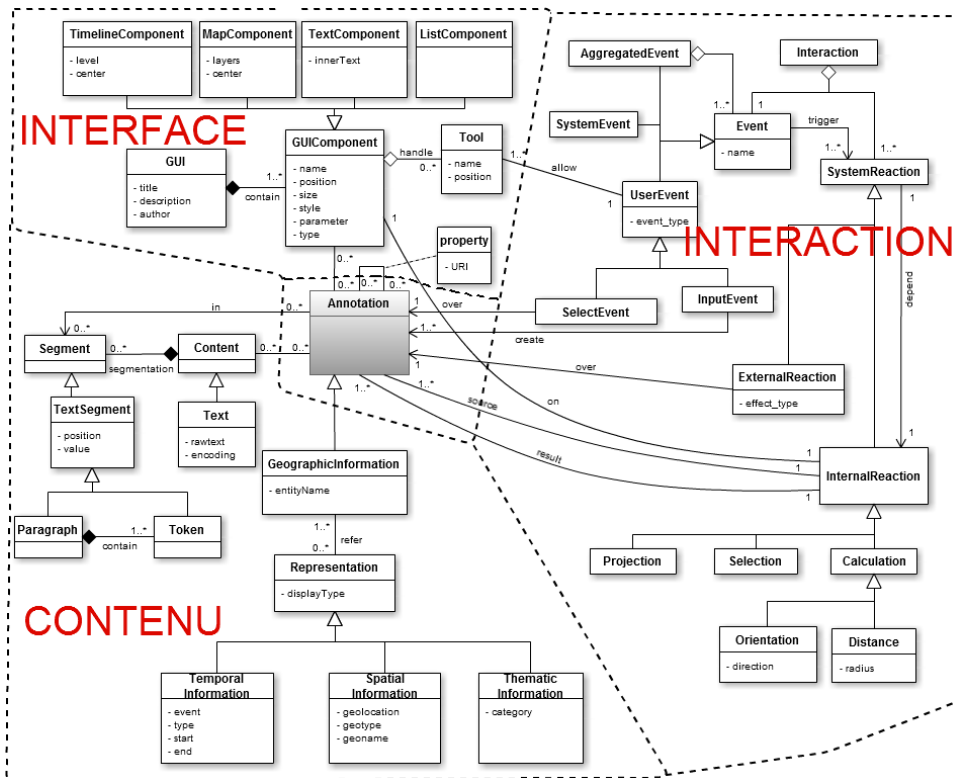 TimelineComponent
- level
- center
MapComponent
- layers
- center
TextComponent
- innerText
ListComponent
INTERFACE
GUI
- title
- description
- author
1..*
contain
GUIComponent
- name
- position
- size
- style
- parameter
- type
handle
0..*
Tool
- name
- position
1..*
allow
1
1
0..*
property
- URI
0..*
0..*
0..*
AggregatedEvent
Interaction
SystemEvent
1..*
1
Event
- name
trigger
1..*
1..*
SystemReaction
UserEvent
- event_type
INTERACTION
SelectEvent
InputEvent
depend
Annotation
1
over
1..*
create
over
1
ExternalReaction
- effect_type
in
0..*
0..*
Segment
0..*
segmentation
Content
0..*
0..*
TextSegment
- position
- value
Text
- rawtext
- encoding
1..*
1..*
source
on
result
1
1
1
1
InternalReaction
GeographicInformation
- entityName
Paragraph
1..*
contain
Token
1..*
refer
0..*
Representation
- displayType
Projection
Selection
Calculation
CONTENU
Orientation
- direction
Distance
- radius
Temporal
Information
- event
- type
- start
- end
Spatial
Information
- geolocation
- geotype
- geoname
Thematic
Information
- category